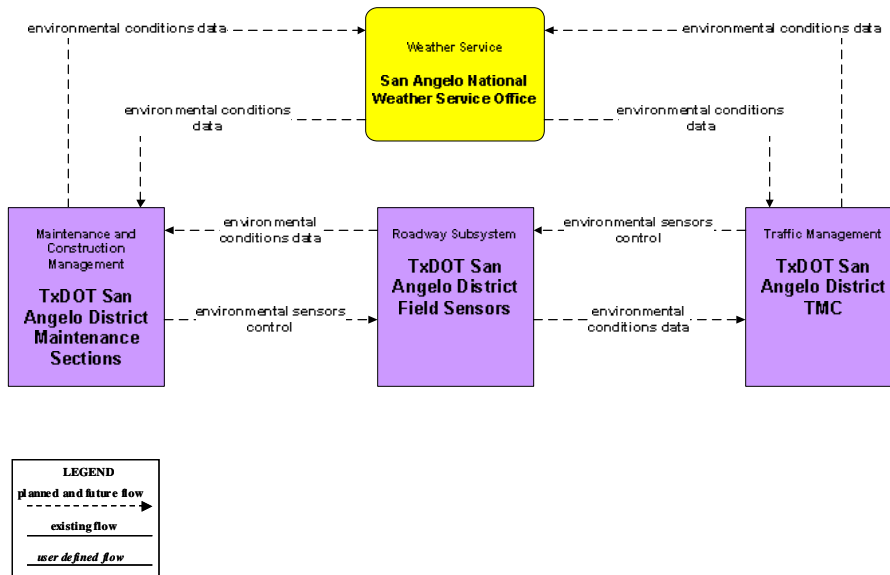 environmental conditions data
environmental conditions data
Weather Service
San Angelo National
Weather Service Office
environmental conditions
data
environmental conditions
data
Maintenance and
Construction
Management
TxDOT San
Angelo District
Maintenance
Sections
environmental
conditions data
environmental sensors
control
Roadway Subsystem
TxDOT San
Angelo District
Field Sensors
environmental sensors
control
environmental
conditions data
Traffic Management
TxDOT San
Angelo District
TMC
LEGEND
planned and future flow
existing flow
user defined flow